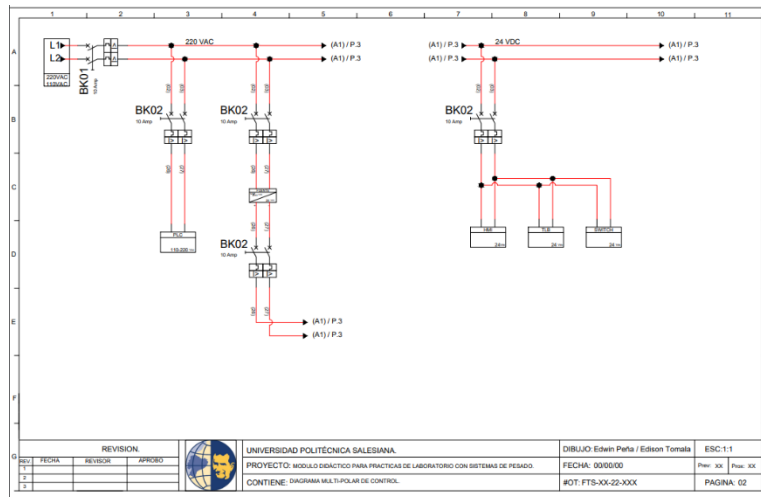 1 2 3 4 5 6 7 8 9 10 11
A
L1
L2
220VAC
110VAC
BK01
10 Amp
220 VAC
(A1) / P.3
(A1) / P.3
(A1) / P.3
(A1) / P.3
24 VDC
(A1) / P.3
(A1) / P.3
B
BK02
10 Amp
BK02
10 Amp
BK02
10 Amp
C
D
PLC
BK02
10 Amp
HMI
TLB
SWITCH
E
(A1) / P.3
(A1) / P.3
F
G
REVISION.
REV FECHA REVISOR APROBO
1
2
3
UNIVERSIDAD POLITÉCNICA SALESIANA.
PROYECTO: MODULO DIDÁCTICO PARA PRACTICAS DE LABORATORIO CON SISTEMAS DE PESADO.
CONTIENE: DIAGRAMA MULTI-POLAR DE CONTROL.
DIBUJO: Edwin Peña / Edison Tomala
FECHA: 00/00/00
#OT: FTS-XX-22-XXX
ESC:1:1
Prev: XX Prox: XX
PAGINA: 02